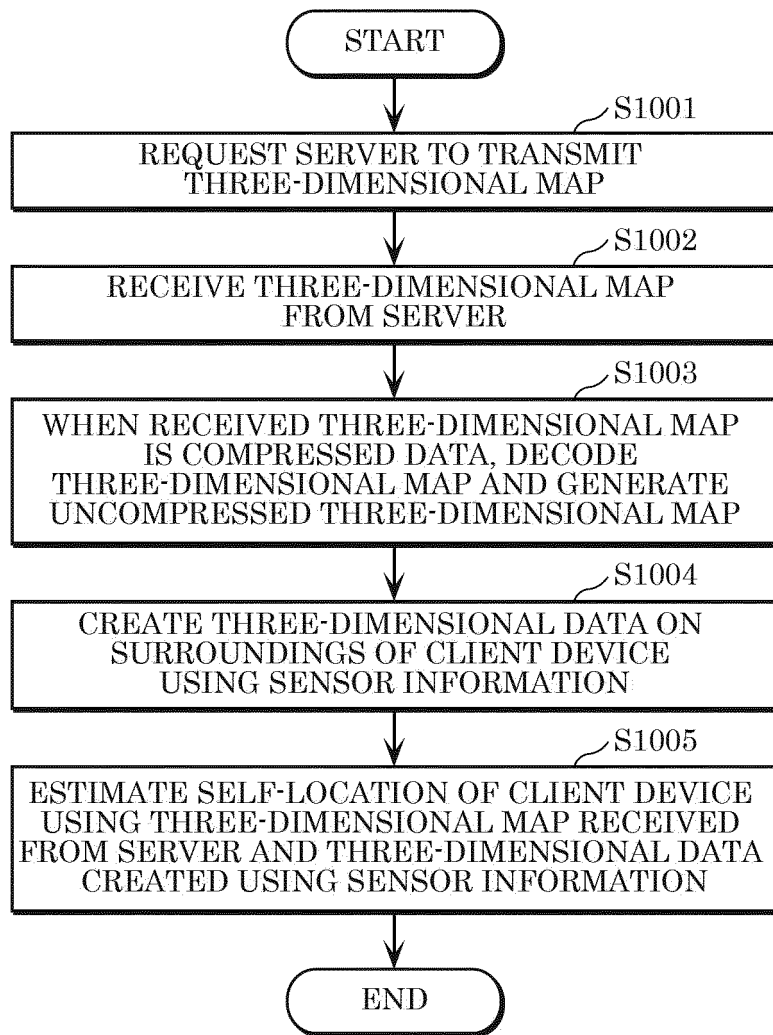 START
S1001
REQUEST SERVER TO TRANSMIT
THREE-DIMENSIONAL MAP
S1002
RECEIVE THREE-DIMENSIONAL MAP
FROM SERVER
S1003
WHEN RECEIVED THREE-DIMENSIONAL MAP
IS COMPRESSED DATA, DECODE
THREE-DIMENSIONAL MAP AND GENERATE
UNCOMPRESSED THREE-DIMENSIONAL MAP
S1004
CREATE THREE-DIMENSIONAL DATA ON
SURROUNDINGS OF CLIENT DEVICE
USING SENSOR INFORMATION
S1005
ESTIMATE SELF-LOCATION OF CLIENT DEVICE
USING THREE-DIMENSIONAL MAP RECEIVED
FROM SERVER AND THREE-DIMENSIONAL DATA
CREATED USING SENSOR INFORMATION
END